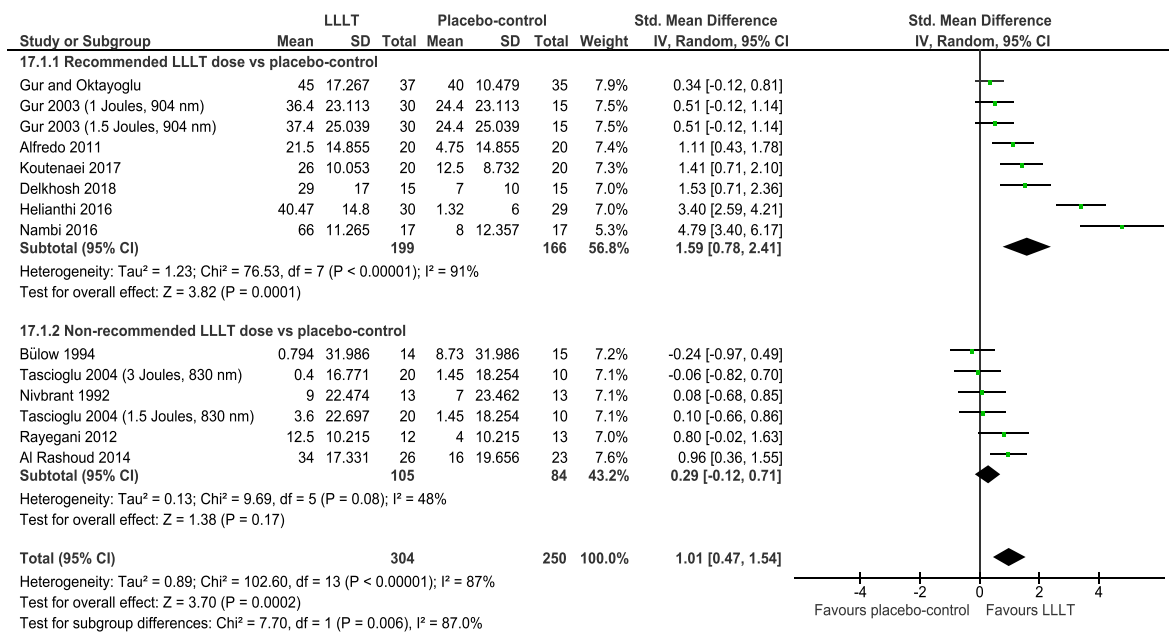 LLLT Placebo-control Std. Mean Difference Std. Mean Difference
Study or Subgroup Mean SD Total Mean SD Total Weight IV, Random, 95% CI IV, Random, 95% CI
17.1.1 Recommended LLLT dose vs placebo-control
Gur and Oktayoglu 45 17.267 37 40 10.479 35 7.9% 0.34 [-0.12, 0.81]
Gur 2003 (1 Joules, 904 nm) 36.4 23.113 30 24.4 23.113 15 7.5% 0.51 [-0.12, 1.14]
Gur 2003 (1.5 Joules, 904 nm) 37.4 25.039 30 24.4 25.039 15 7.5% 0.51 [-0.12, 1.14]
Alfredo 2011 21.5 14.855 20 4.75 14.855 20 7.4% 1.11 [0.43, 1.78]
Koutenaei 2017 26 10.053 20 12.5 8.732 20 7.3% 1.41 [0.71, 2.10]
Delkhosh 2018 29 17 15 7 10 15 7.0% 1.53 [0.71, 2.36]
Helianthi 2016 40.47 14.8 30 1.32 6 29 7.0% 3.40 [2.59, 4.21]
Nambi 2016 66 11.265 17 8 12.357 17 5.3% 4.79 [3.40, 6.17]
Subtotal (95% CI) 199 166 56.8% 1.59 [0.78, 2.41]
Heterogeneity: Tau² = 1.23; Chi² = 76.53, df = 7 (P < 0.00001); I² = 91%
Test for overall effect: Z = 3.82 (P = 0.0001)
17.1.2 Non-recommended LLLT dose vs placebo-control
Bülow 1994 0.794 31.986 14 8.73 31.986 15 7.2% -0.24 [-0.97, 0.49]
Tascioglu 2004 (3 Joules, 830 nm) 0.4 16.771 20 1.45 18.254 10 7.1% -0.06 [-0.82, 0.70]
Nivbrant 1992 9 22.474 13 7 23.462 13 7.1% 0.08 [-0.68, 0.85]
Tascioglu 2004 (1.5 Joules, 830 nm) 3.6 22.697 20 1.45 18.254 10 7.1% 0.10 [-0.66, 0.86]
Rayegani 2012 12.5 10.215 12 4 10.215 13 7.0% 0.80 [-0.02, 1.63]
Al Rashoud 2014 34 17.331 26 16 19.656 23 7.6% 0.96 [0.36, 1.55]
Subtotal (95% CI) 105 84 43.2% 0.29 [-0.12, 0.71]
Heterogeneity: Tau² = 0.13; Chi² = 9.69, df = 5 (P = 0.08); I² = 48%
Test for overall effect: Z = 1.38 (P = 0.17)
Total (95% CI) 304 250 100.0% 1.01 [0.47, 1.54]
Heterogeneity: Tau² = 0.89; Chi² = 102.60, df = 13 (P < 0.00001); I² = 87%
-4 -2 0 2 4
Test for overall effect: Z = 3.70 (P = 0.0002)
Favours placebo-control Favours LLLT
Test for subgroup differences: Chi² = 7.70, df = 1 (P = 0.006), I² = 87.0%